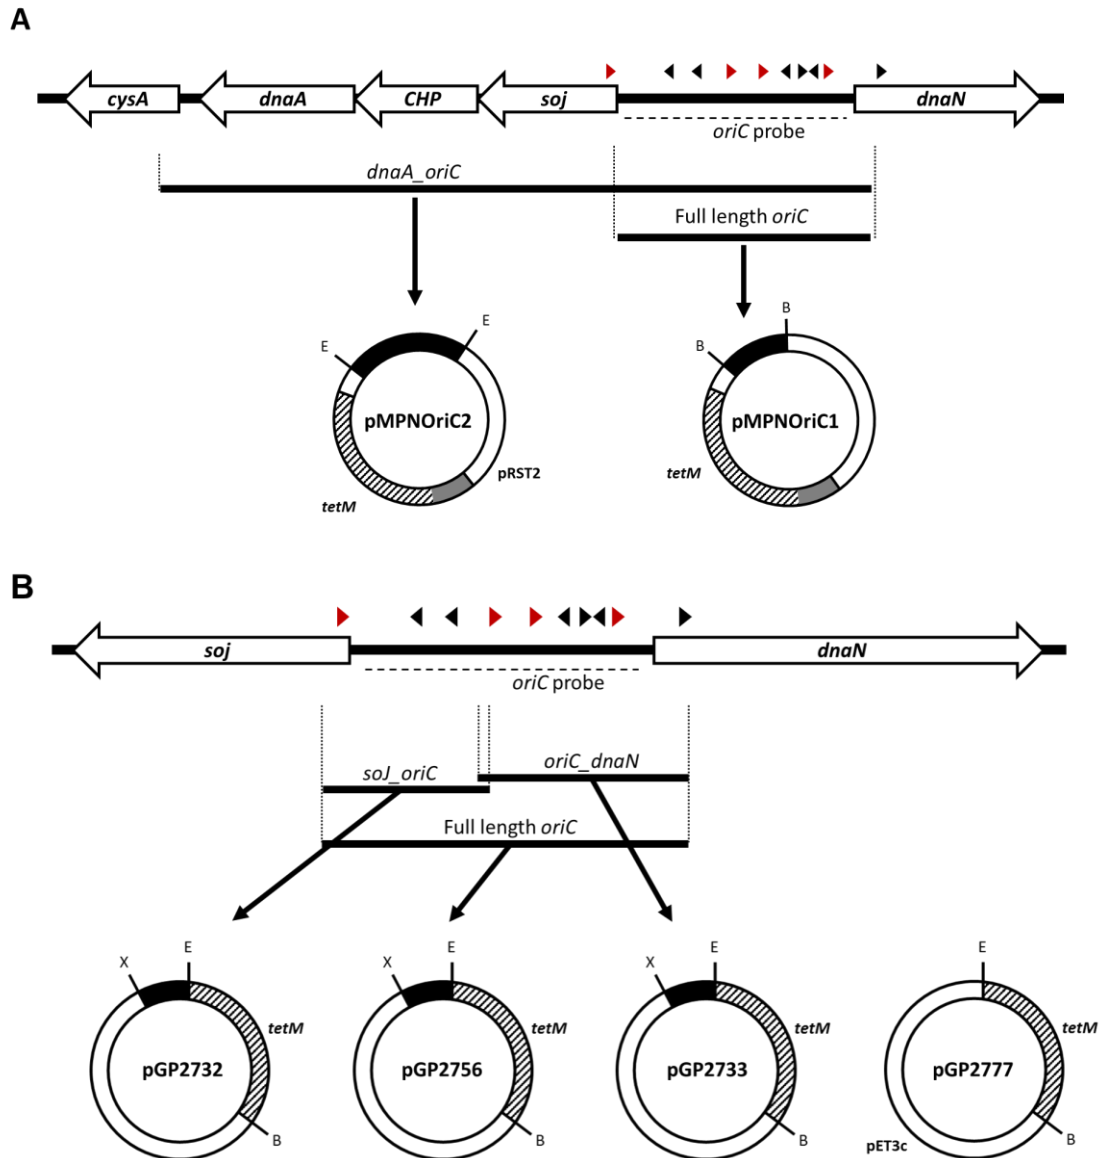 A
cysA dnaA CHP soj dnaN
oriC probe
dnaA_oriC
Full length oriC
E E B B
pMPNOriC2 pMPNOriC1
tetM pRST2 tetM
B
soj dnaN
oriC probe
soJ_oriC oriC_dnaN
Full length oriC
X E X E X E E
tetM tetM tetM tetM
pGP2732 pGP2756 pGP2733 pGP2777
B B B pET3c B